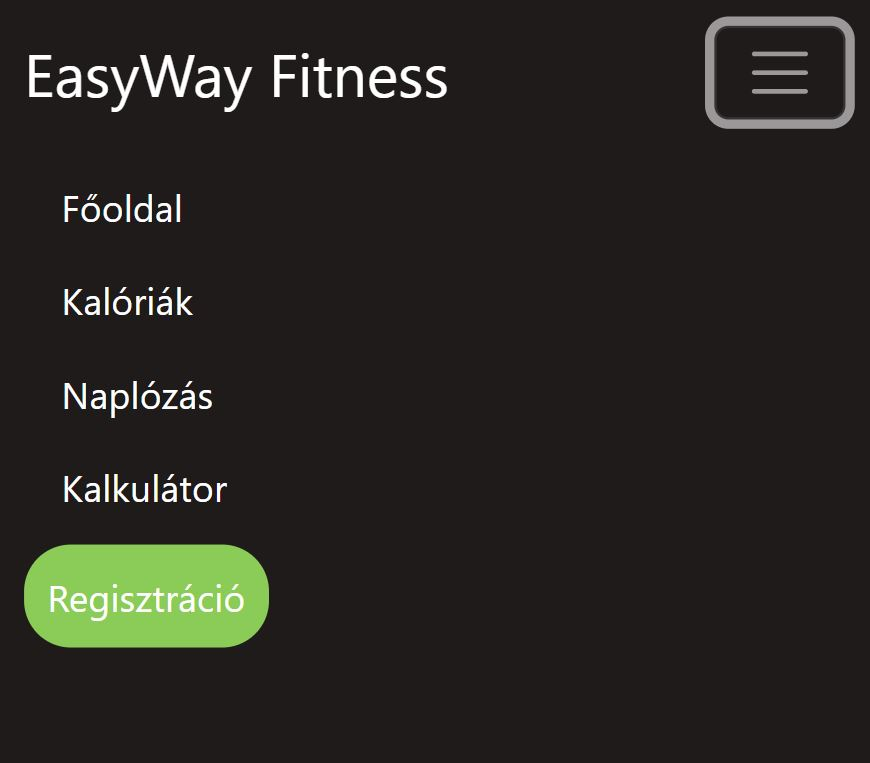 EasyWay Fitness
Főoldal
Kalóriák
Naplózás
Kalkulátor
Regisztráció